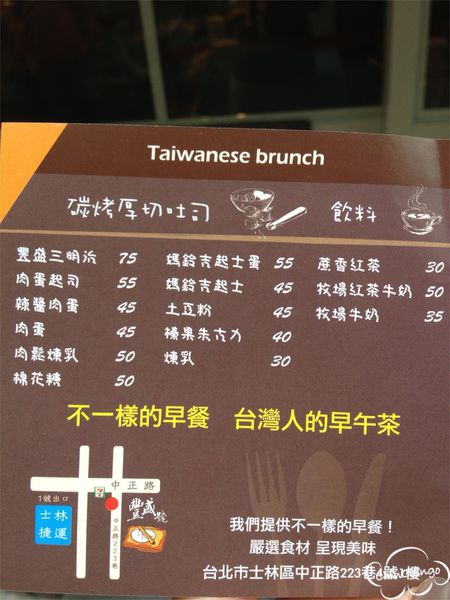 Taiwanese brunch
碳烤厚切吐司
飲料
豐盛三明治 75
肉蛋起司 55
辣醬肉蛋 45
肉蛋 45
肉鬆煉乳 50
棉花糖 50
媽鈴薯起士蛋 55
媽鈴薯起士 45
土豆粉 45
榛果朱古力 40
煉乳 30
蔗香紅茶 30
牧場紅茶牛奶 50
牧場牛奶 35
不一樣的早餐 台灣人的早午茶
中正路
7
1號出口
士林
捷運
中正路223巷
豐盛號
我們提供不一樣的早餐！
嚴選食材 呈現美味
台北市士林區中正路223巷 號1樓